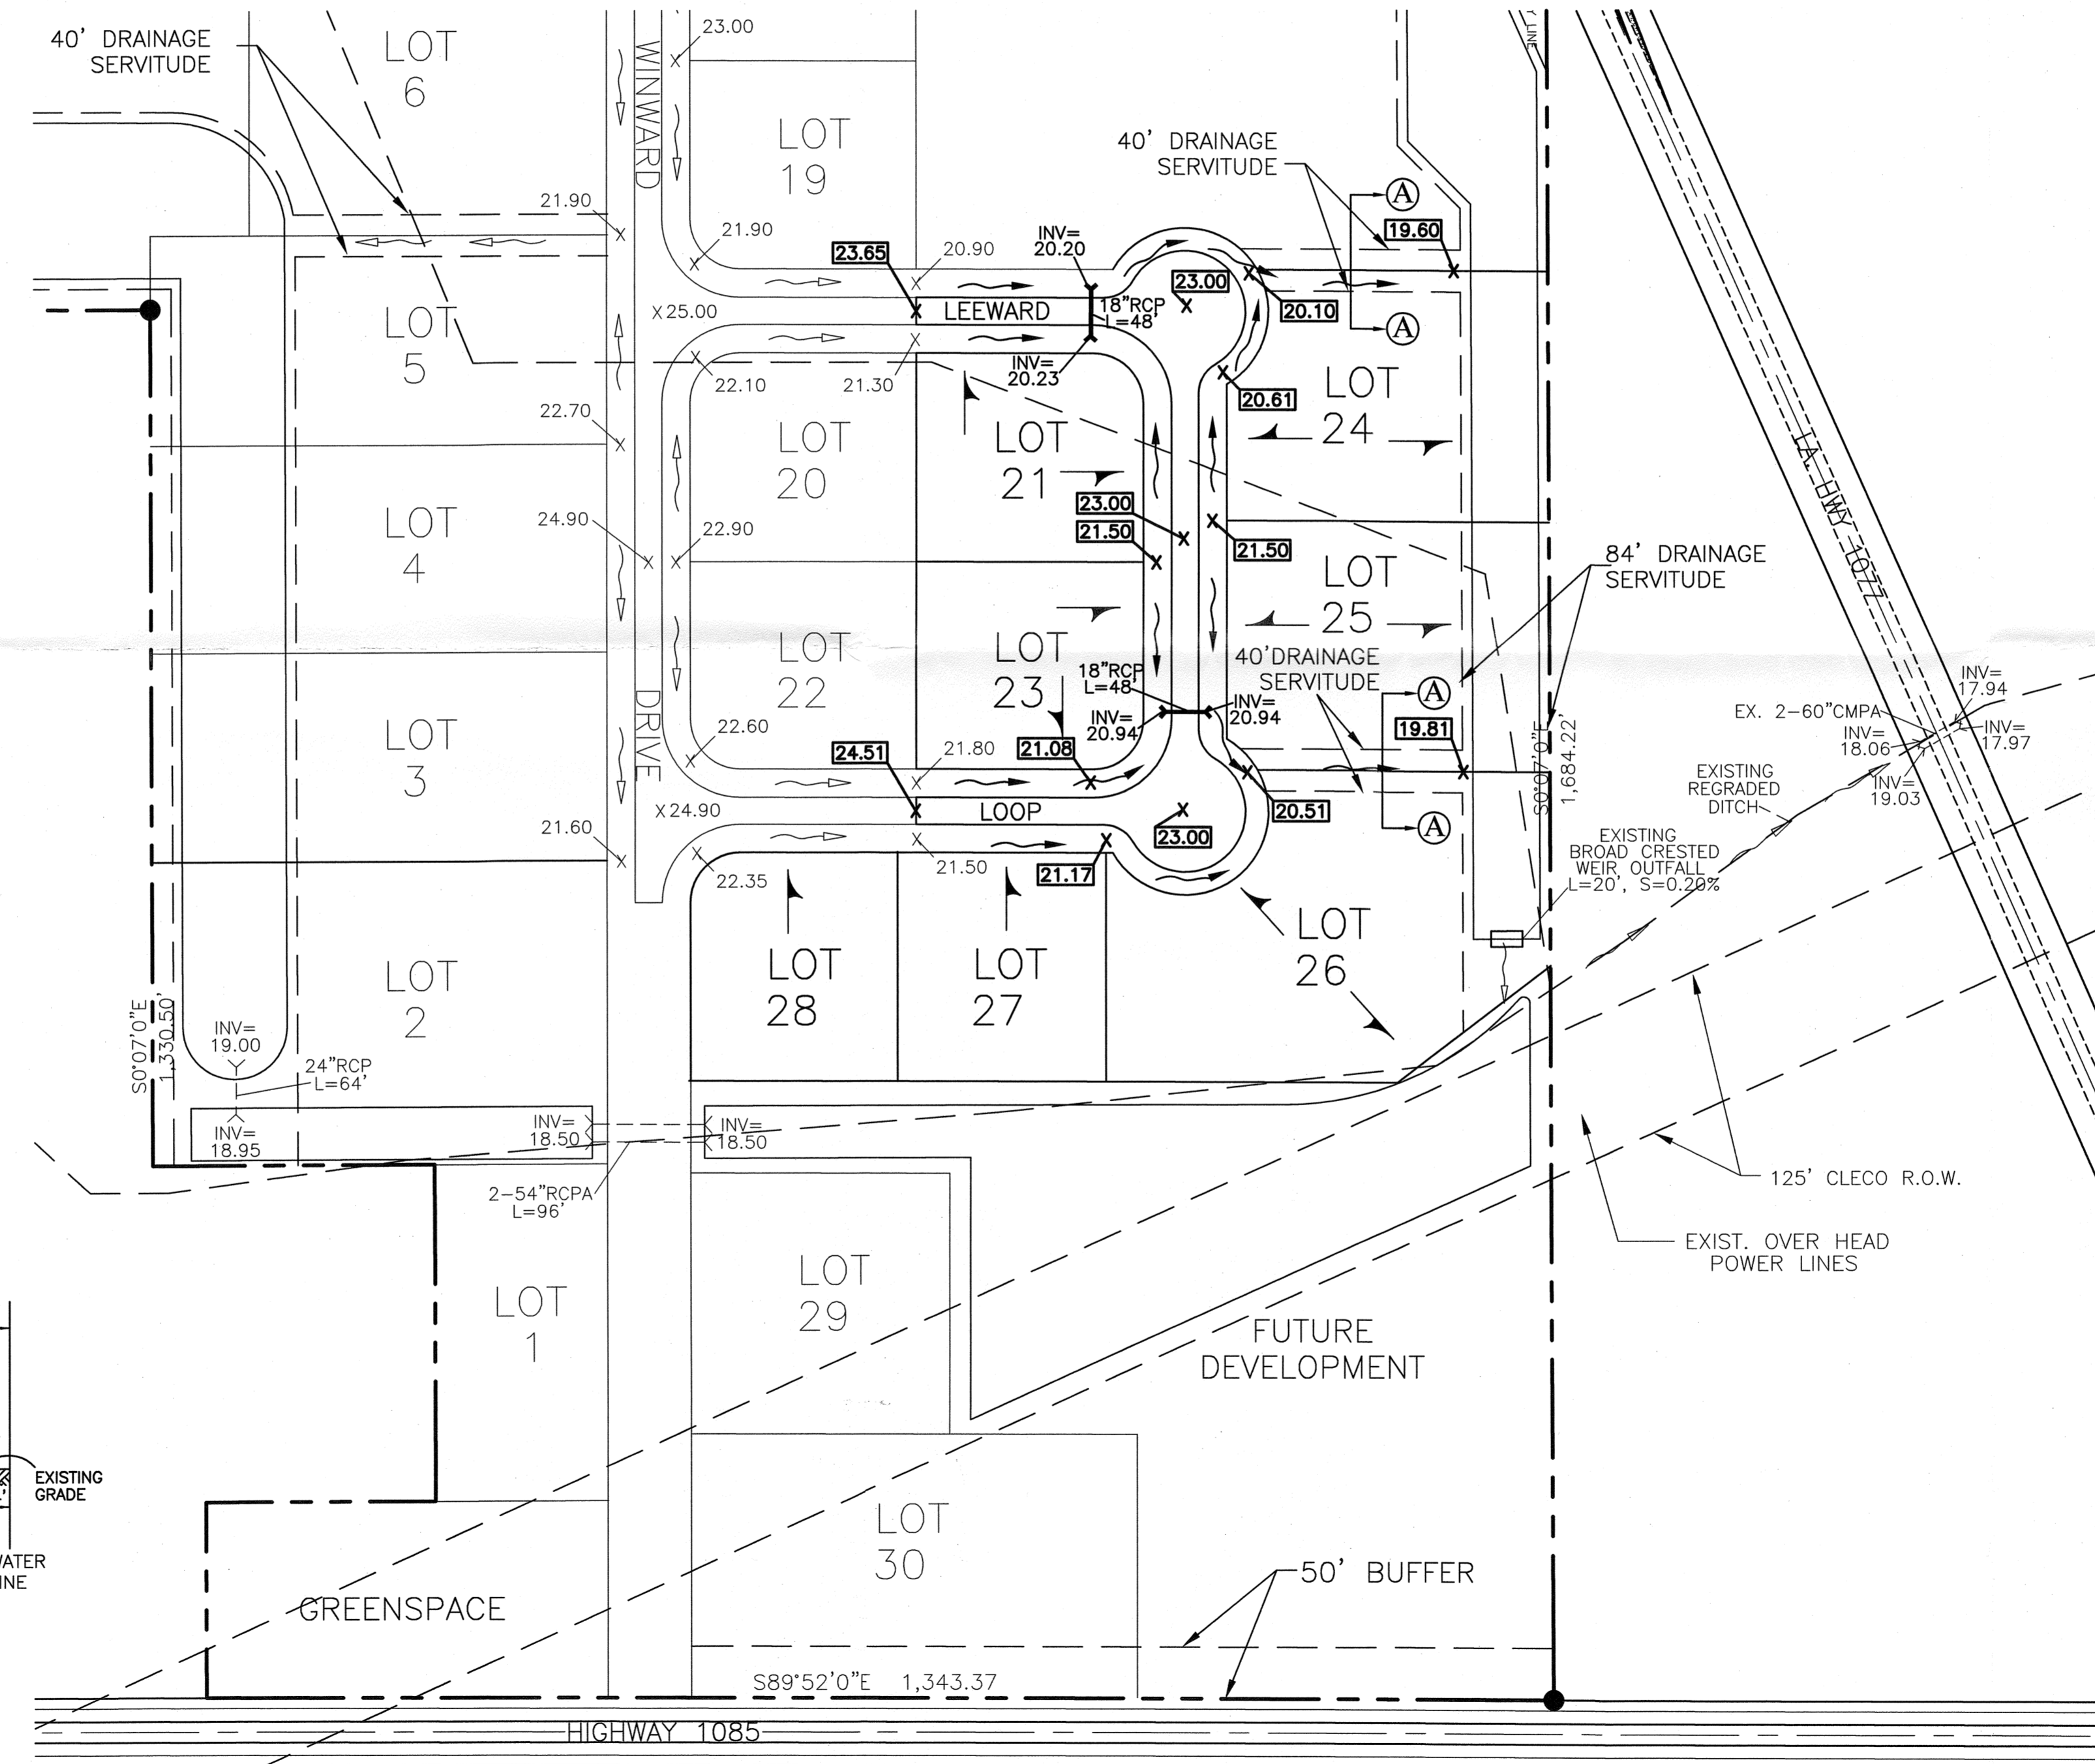 40' DRAINAGE
SERVITUDE
LOT
6
WINWARD
23.00
LOT
19
Y LINE
40' DRAINAGE
SERVITUDE
A
19.60
21.90
21.90
23.65
20.90
INV=
20.20
23.00
20.10
A
LOT
5
X 25.00
LEEWARD
18"RCP
L=48'
22.10
21.30
INV=
20.23
20.61
LOT
24
22.70
LOT
20
LOT
21
LA. HWY 1077
LOT
4
24.90
22.90
23.00
21.50
21.50
LOT
25
84' DRAINAGE
SERVITUDE
LOT
22
LOT
23
18"RCP
L=48'
40'DRAINAGE
SERVITUDE
A
INV=
20.94
INV=
20.94
19.81
S0°07'0"E
1,684.22'
INV=
17.94
EX. 2-60"CMPA
INV=
18.06
INV=
17.97
INV=
19.03
LOT
3
DRIVE
22.60
24.51
21.80
21.08
EXISTING
REGRADED
DITCH
X 24.90
LOOP
23.00
20.51
A
21.60
22.35
21.50
21.17
EXISTING
BROAD CRESTED
WEIR OUTFALL
L=20', S=0.20%
LOT
2
LOT
28
LOT
27
LOT
26
S0°07'0"E
1,330.50'
INV=
19.00
24"RCP
L=64'
INV=
18.95
INV=
18.50
INV=
18.50
2-54"RCPA
L=96'
125' CLECO R.O.W.
EXIST. OVER HEAD
POWER LINES
LOT
1
LOT
29
FUTURE
DEVELOPMENT
EXISTING
GRADE
WATER
INE
LOT
30
GREENSPACE
50' BUFFER
S89°52'0"E 1,343.37
HIGHWAY 1085